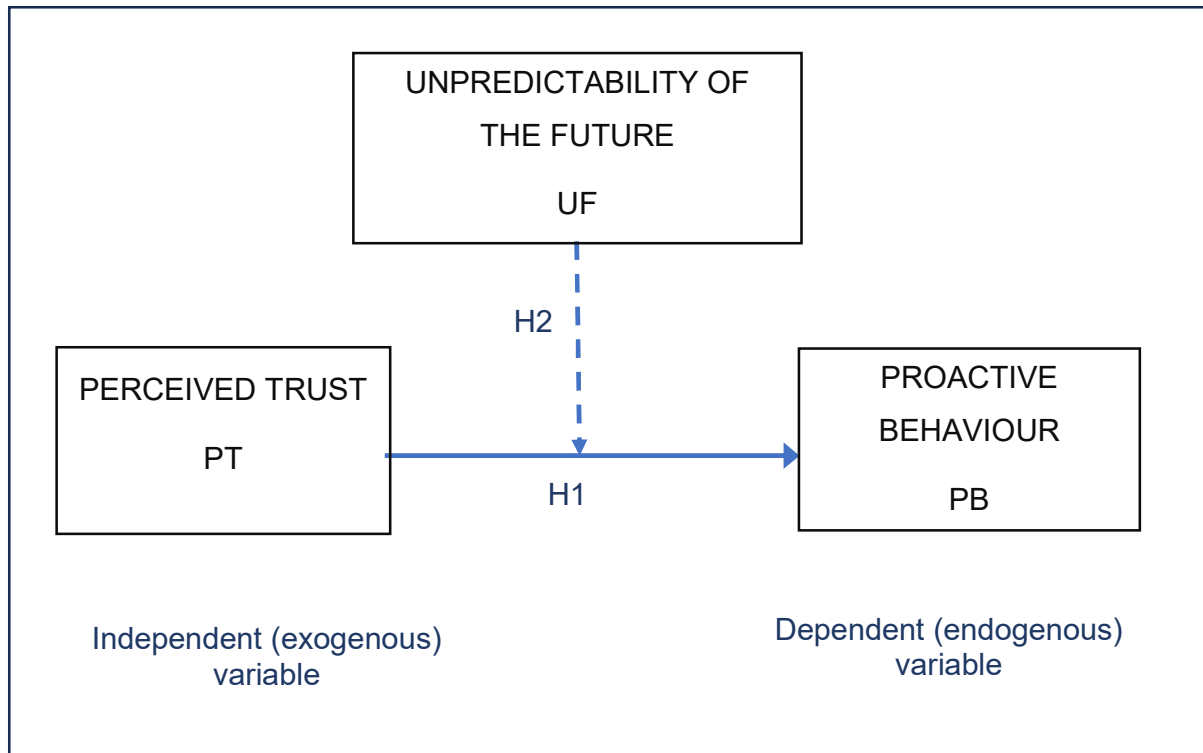 UNPREDICTABILITY OF
THE FUTURE
UF
H2
PERCEIVED TRUST
PT
H1
PROACTIVE
BEHAVIOUR
PB
Independent (exogenous)
variable
Dependent (endogenous)
variable